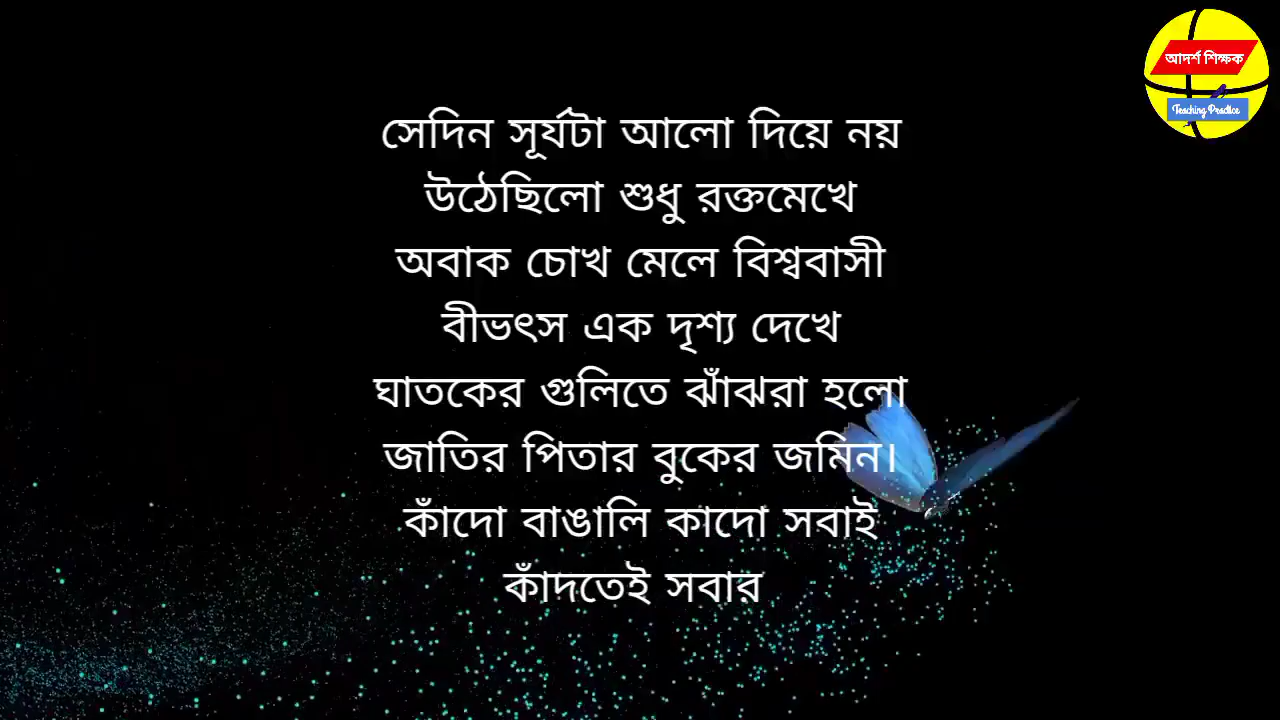 আদর্শ শিক্ষক
Teaching Practice
সেদিন সূর্যটা আলো দিয়ে নয়
উঠেছিলো শুধু রক্তমেখে
অবাক চোখ মেলে বিশ্ববাসী
বীভৎস এক দৃশ্য দেখে
ঘাতকের গুলিতে ঝাঁঝরা হলো
জাতির পিতার বুকের জমিন।
কাঁদো বাঙালি কাদো সবাই
কাঁদতেই সবার